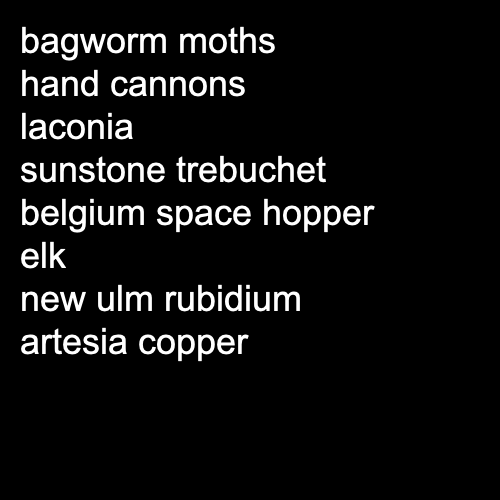 bagworm moths
hand cannons
laconia
sunstone trebuchet
belgium space hopper
elk
new ulm rubidium
artesia copper